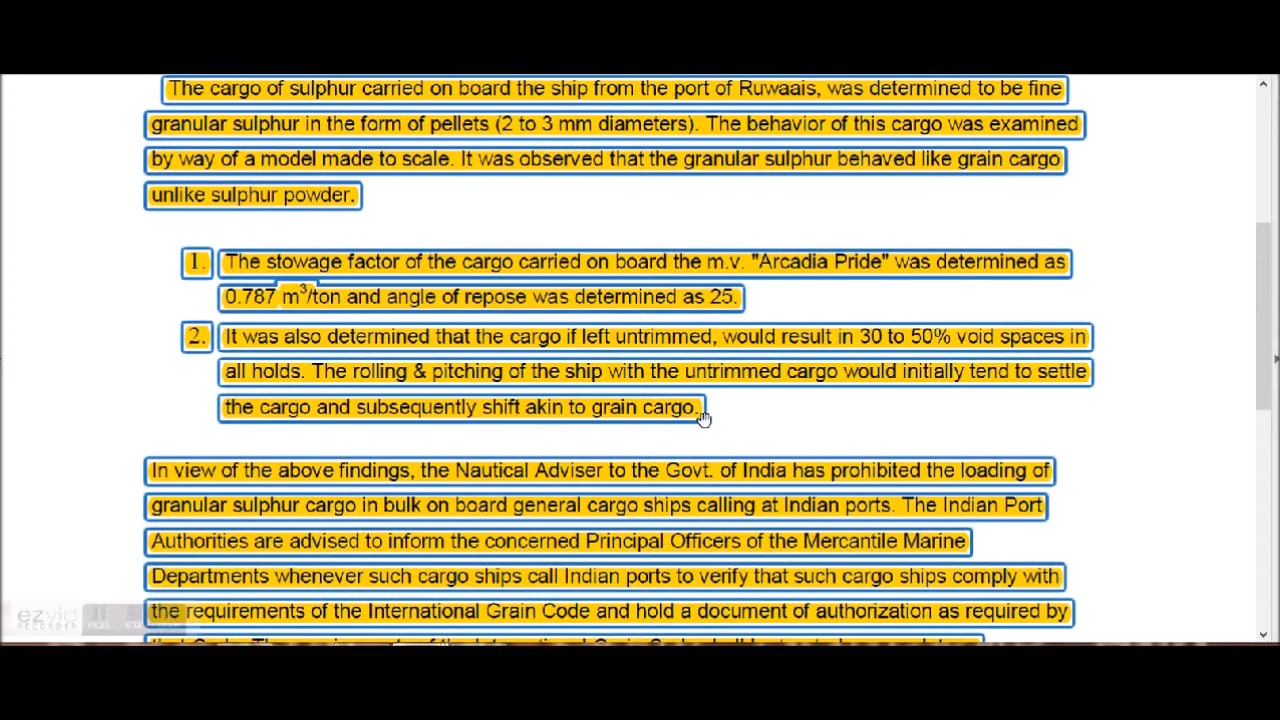 The cargo of sulphur carried on board the ship from the port of Ruwaais, was determined to be fine
granular sulphur in the form of pellets (2 to 3 mm diameters). The behavior of this cargo was examined
by way of a model made to scale. It was observed that the granular sulphur behaved like grain cargo
unlike sulphur powder.
1. The stowage factor of the cargo carried on board the m.v. "Arcadia Pride" was determined as
0.787 m³/ton and angle of repose was determined as 25.
2. It was also determined that the cargo if left untrimmed, would result in 30 to 50% void spaces in
all holds. The rolling & pitching of the ship with the untrimmed cargo would initially tend to settle
the cargo and subsequently shift akin to grain cargo.
In view of the above findings, the Nautical Adviser to the Govt. of India has prohibited the loading of
granular sulphur cargo in bulk on board general cargo ships calling at Indian ports. The Indian Port
Authorities are advised to inform the concerned Principal Officers of the Mercantile Marine
Departments whenever such cargo ships call Indian ports to verify that such cargo ships comply with
the requirements of the International Grain Code and hold a document of authorization as required by
ezvid
RECORDER